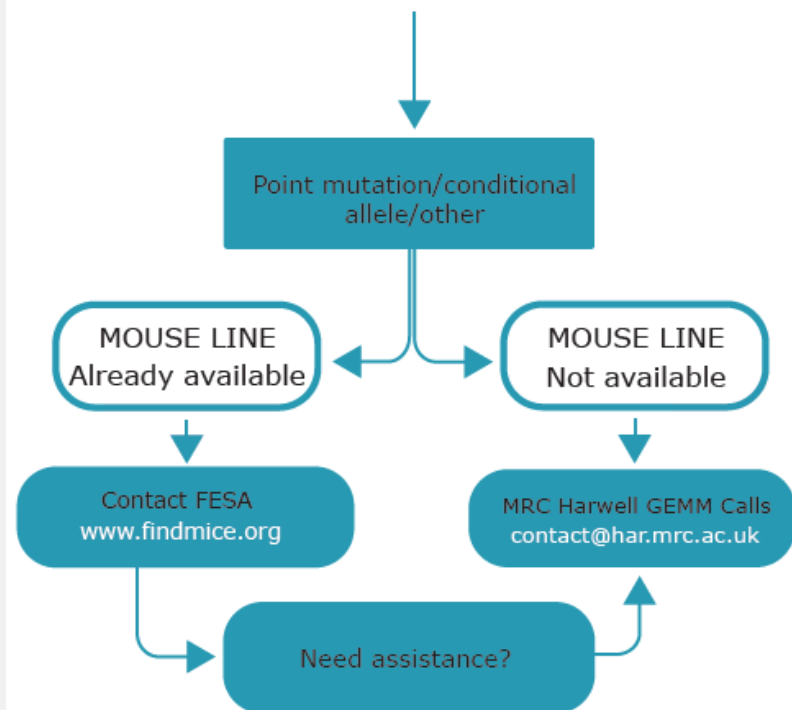 Point mutation/conditional
allele/other
MOUSE LINE
Already available
MOUSE LINE
Not available
Contact FESA
www.findmice.org
MRC Harwell GEMM Calls
contact@har.mrc.ac.uk
Need assistance?